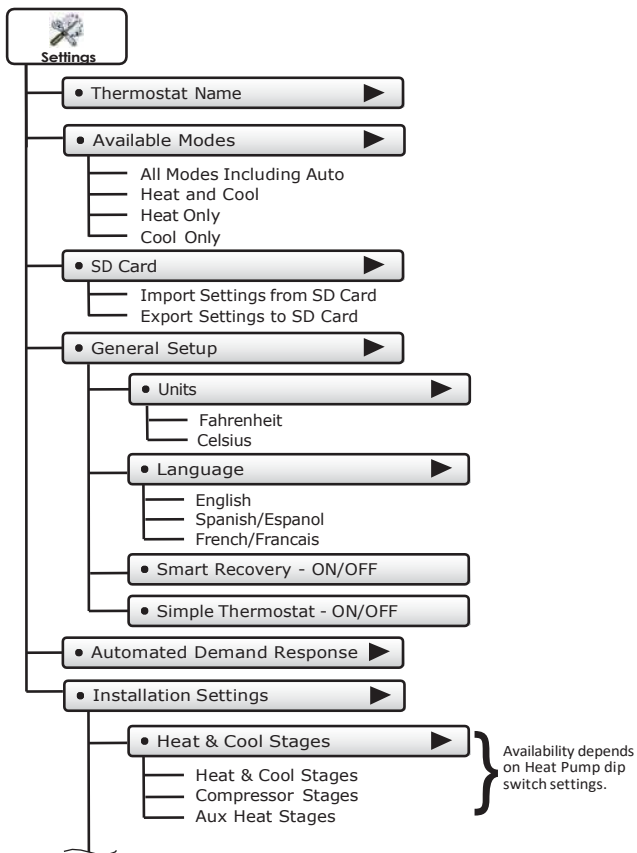 Settings
• Thermostat Name
• Available Modes
All Modes Including Auto
Heat and Cool
Heat Only
Cool Only
• SD Card
Import Settings from SD Card
Export Settings to SD Card
• General Setup
• Units
Fahrenheit
Celsius
• Language
English
Spanish/Espanol
French/Francais
• Smart Recovery - ON/OFF
• Simple Thermostat - ON/OFF
• Automated Demand Response
• Installation Settings
• Heat & Cool Stages
Heat & Cool Stages
Compressor Stages
Aux Heat Stages
Availability depends
on Heat Pump dip
switch settings.